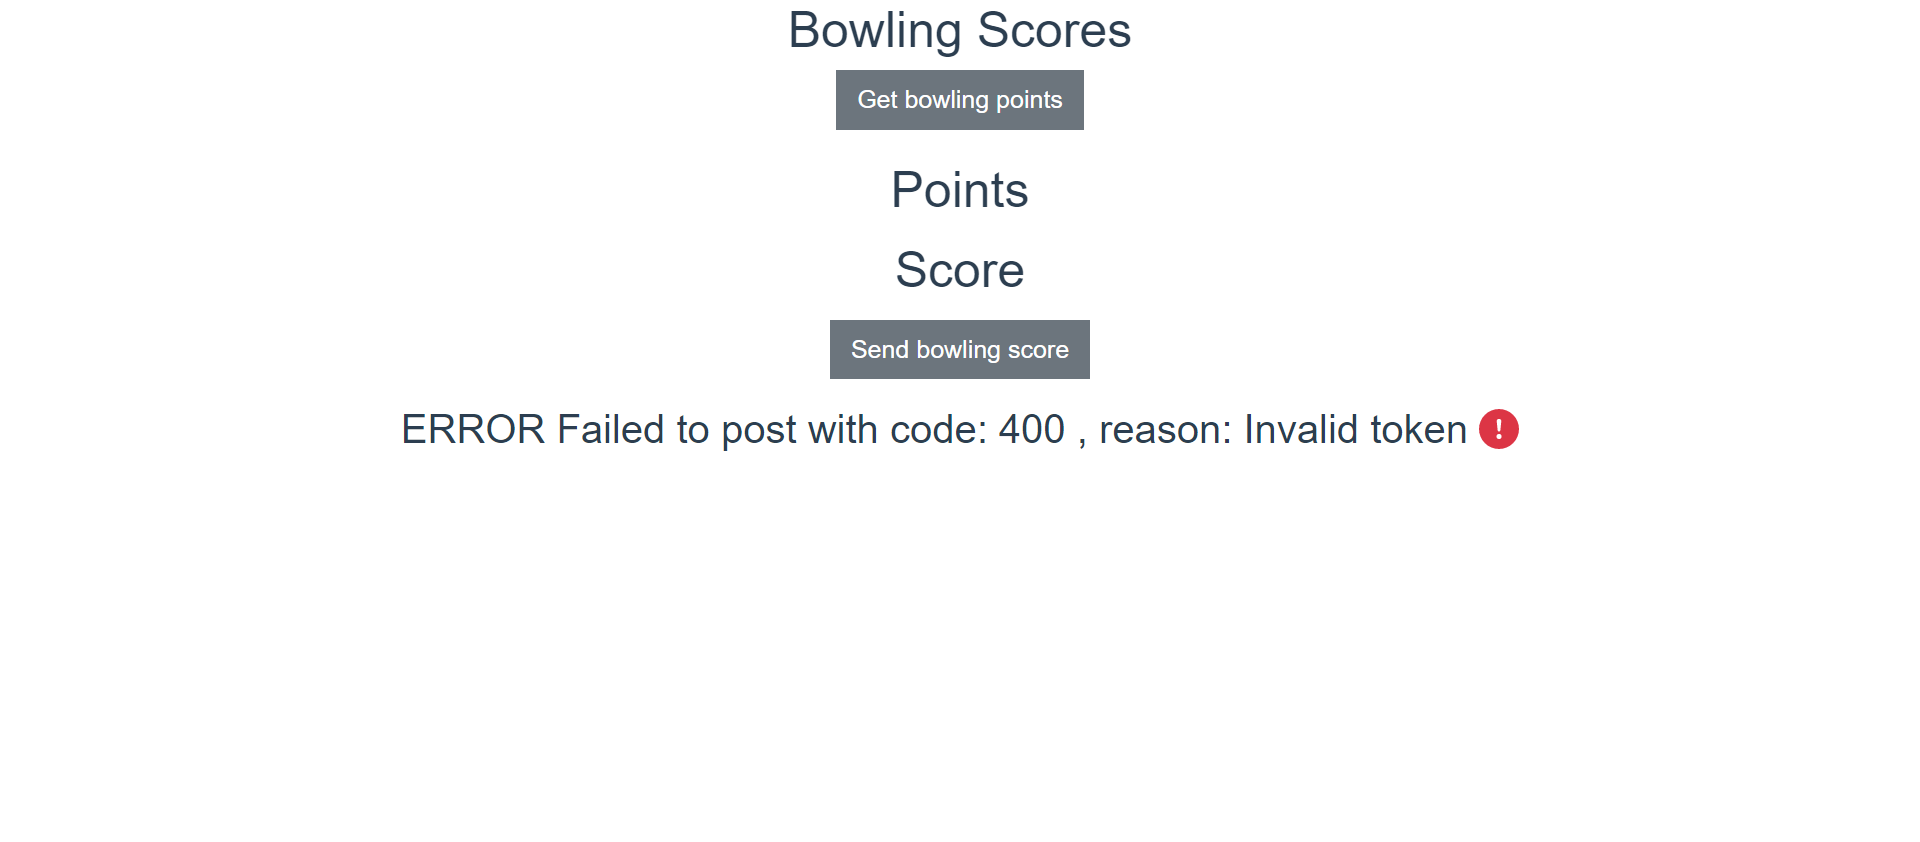 Bowling Scores
Get bowling points
Points
Score
Send bowling score
ERROR Failed to post with code: 400 , reason: Invalid token